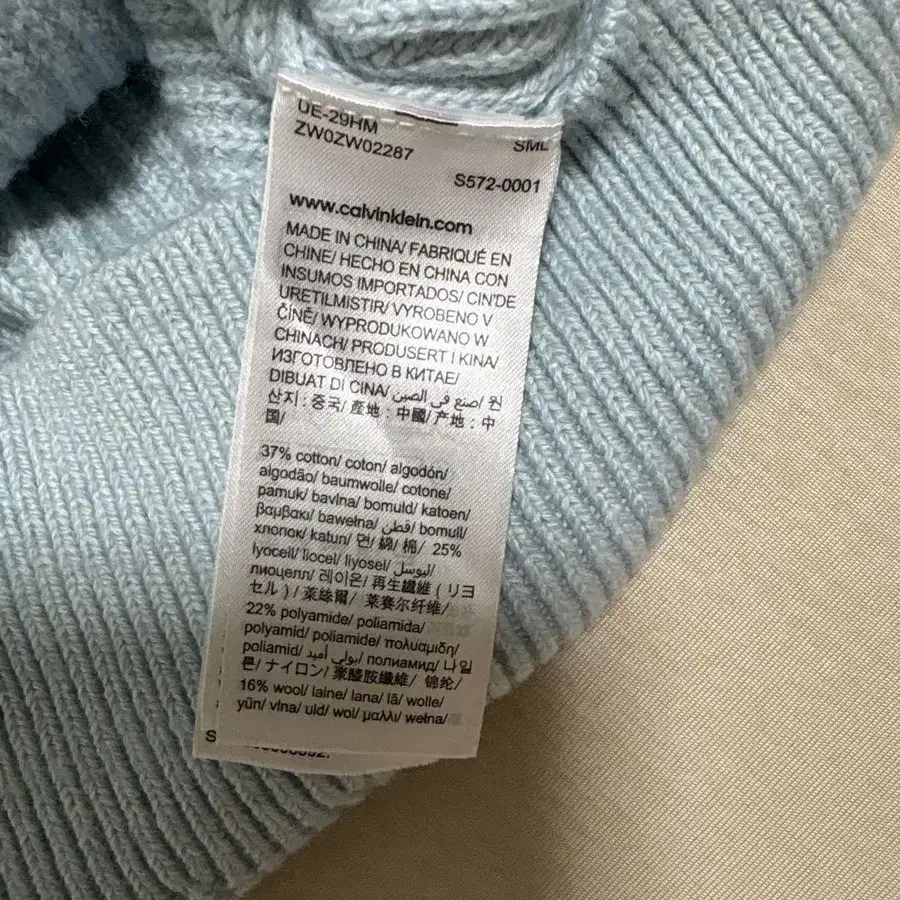 UE-29HM
ZW0ZW02287 SML
S572-0001
www.calvinklein.com
MADE IN CHINA/ FABRIQUÉ EN
CHINE/ HECHO EN CHINA CON
INSUMOS IMPORTADOS/ CIN'DE
URETILMISTIR/ VYROBENO V
ČÍNĚ/ WYPRODUKOWANO W
CHINACH/ PRODUSERT I KINA/
ИЗГОТОВЛЕНО В КИТАЕ/
DIBUAT DI CINA/ صنع في الصين/ 원
산지 : 중국/ 產地 : 中國/ 产地 : 中
国/
37% cotton/ coton/ algodón/
algodão/ baumwolle/ cotone/
pamuk/ bavlna/ bomuld/ katoen/
βαμβακι/ bawełna/ قطن/ bomull/
хлопок/ katun/ 면/ 綿/ 棉/ 25%
lyocell/ liocel/ liyosel/ ليوسل/
лиоцелл/ 레이온/ 再生繊維 ( リヨ
セル ) / 萊絲爾/ 莱赛尔纤维/
22% polyamide/ poliamida/
polyamid/ poliamide/ πολυαμιδη/
poliamid/ بولي أميد/ полиамид/ 나일
론/ ナイロン/ 聚醯胺纖維/ 锦纶/
16% wool/ laine/ lana/ lã/ wolle/
yün/ vlna/ uld/ wol/ μαλλι/ wełna/
S